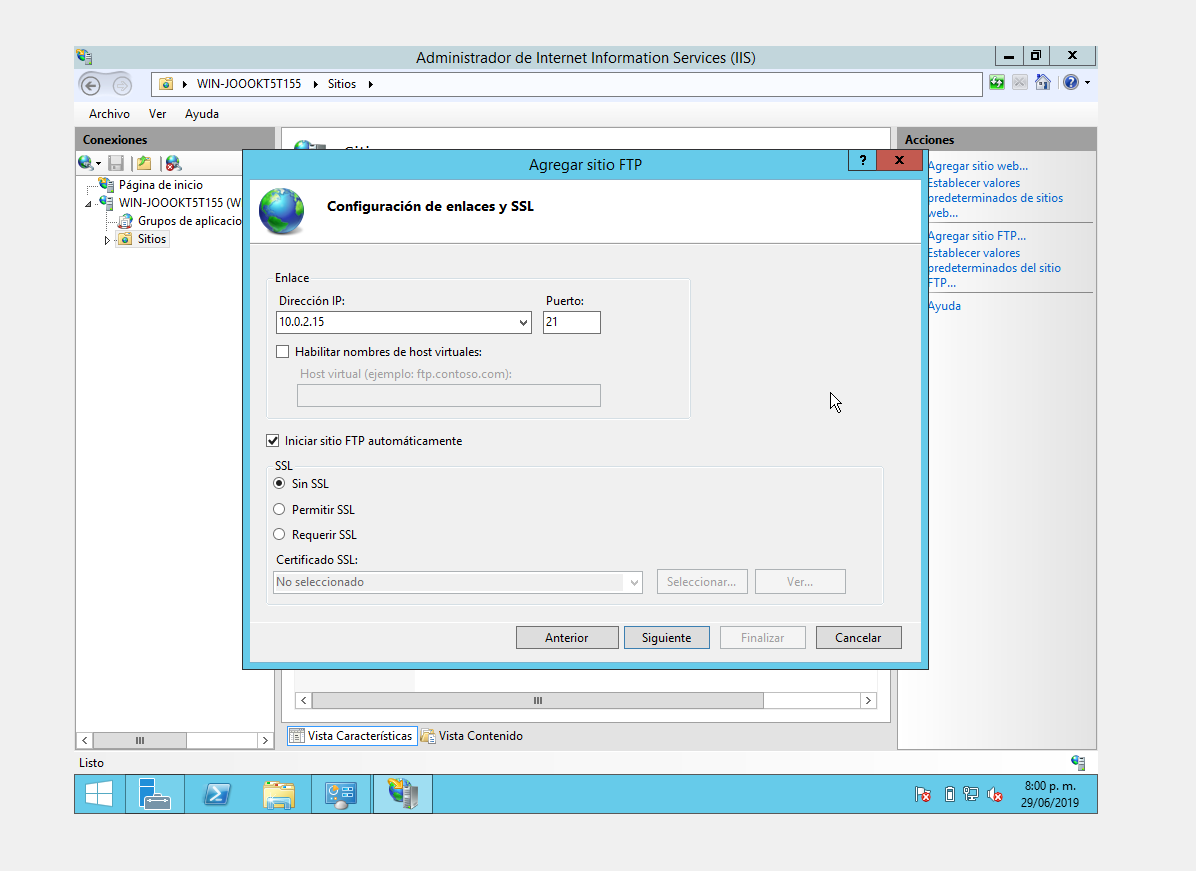 Administrador de Internet Information Services (IIS)
WIN-JOOOKT5T155
Sitios
Archivo Ver Ayuda
Conexiones
Página de inicio
WIN-JOOOKT5T155 (W
Grupos de aplicacio
Sitios
Agregar sitio FTP
?
Configuración de enlaces y SSL
Enlace
Dirección IP: Puerto:
10.0.2.15 21
Habilitar nombres de host virtuales:
Host virtual (ejemplo: ftp.contoso.com):
Iniciar sitio FTP automáticamente
SSL
Sin SSL
Permitir SSL
Requerir SSL
Certificado SSL:
No seleccionado Seleccionar... Ver...
Anterior Siguiente Finalizar Cancelar
Acciones
Agregar sitio web...
Establecer valores
predeterminados de sitios
web...
Agregar sitio FTP...
Establecer valores
predeterminados del sitio
FTP...
Ayuda
Vista Características Vista Contenido
Listo
8:00 p. m.
29/06/2019